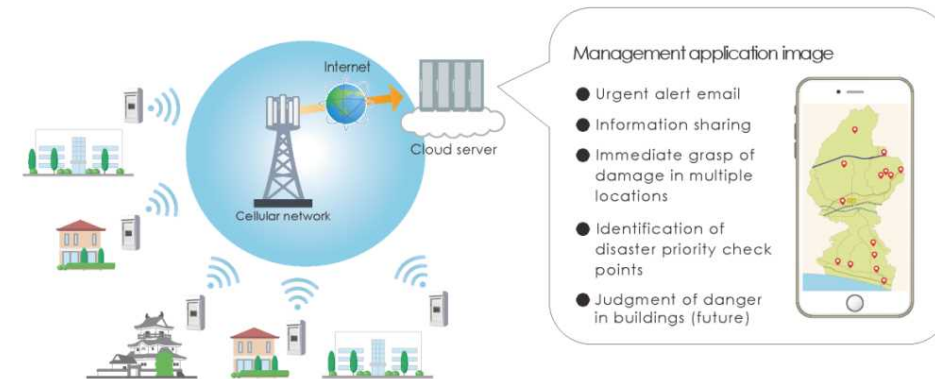 Internet
Cloud server
Cellular network
Management application image
● Urgent alert email
● Information sharing
● Immediate grasp of
damage in multiple
locations
● Identification of
disaster priority check
points
● Judgment of danger
in buildings (future)